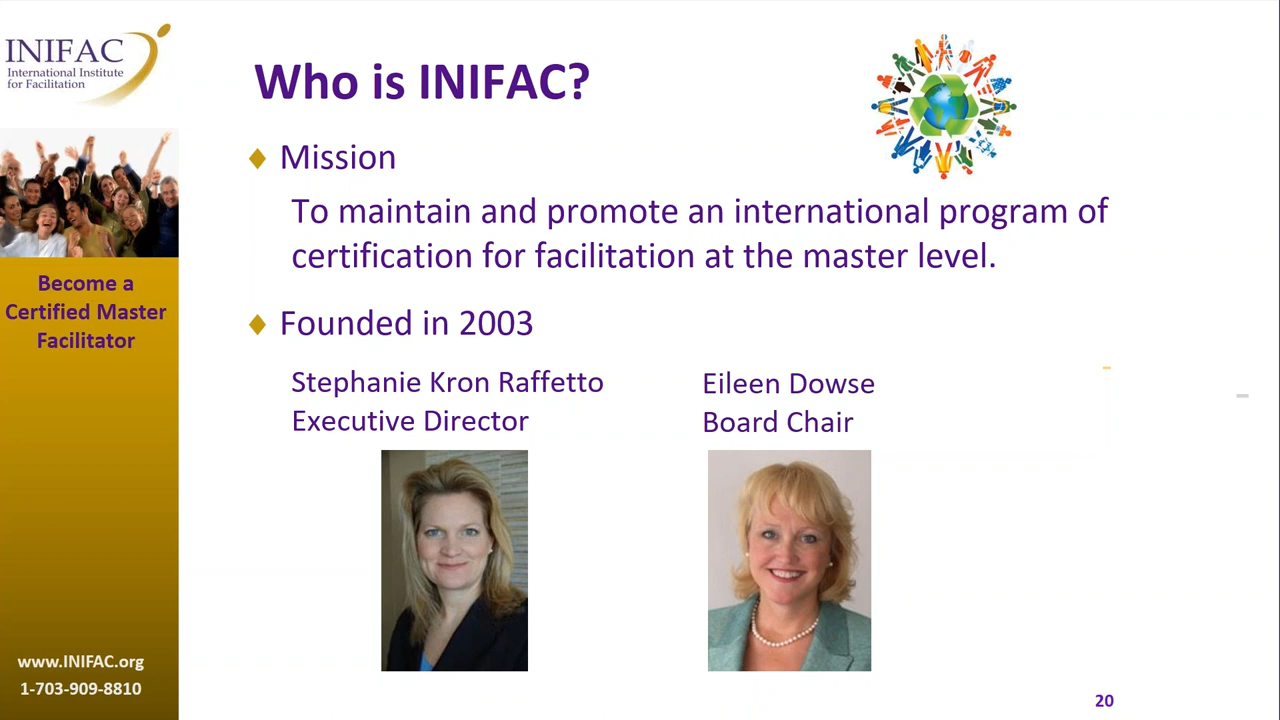 INIFAC
International Institute
for Facilitation
Who is INIFAC?
Mission
To maintain and promote an international program of
certification for facilitation at the master level.
Founded in 2003
Stephanie Kron Raffetto
Executive Director
Eileen Dowse
Board Chair
Become a
Certified Master
Facilitator
www.INIFAC.org
1-703-909-8810
20